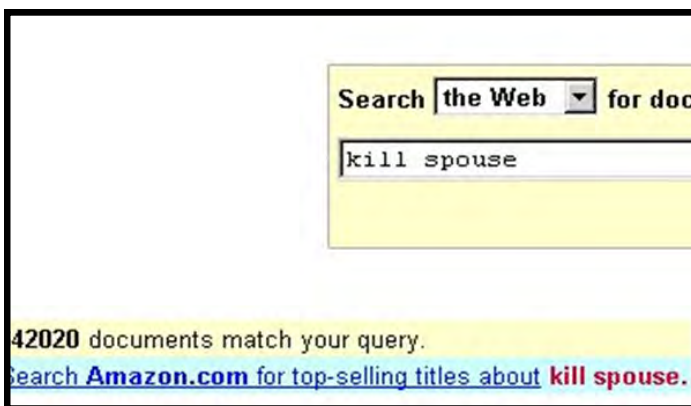 Search the Web for doc
kill spouse
42020 documents match your query.
Search Amazon.com for top-selling titles about kill spouse.